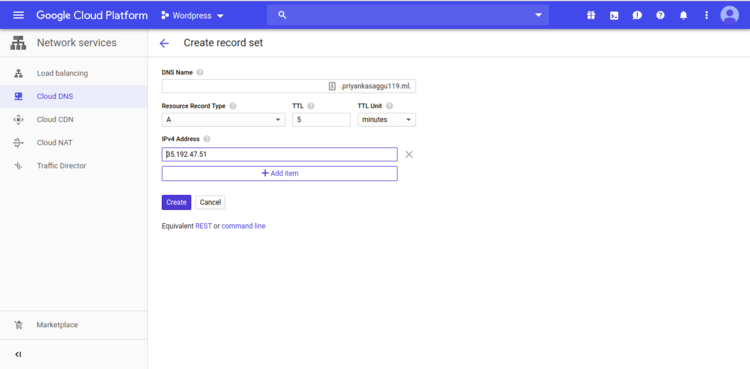 Google Cloud Platform Wordpress
Network services
Create record set
Load balancing
Cloud DNS
Cloud CDN
Cloud NAT
Traffic Director
DNS Name
.priyankasaggu119.ml.
Resource Record Type TTL TTL Unit
A 5 minutes
IPv4 Address
35.192.47.51
Add item
Create Cancel
Equivalent REST or command line
Marketplace